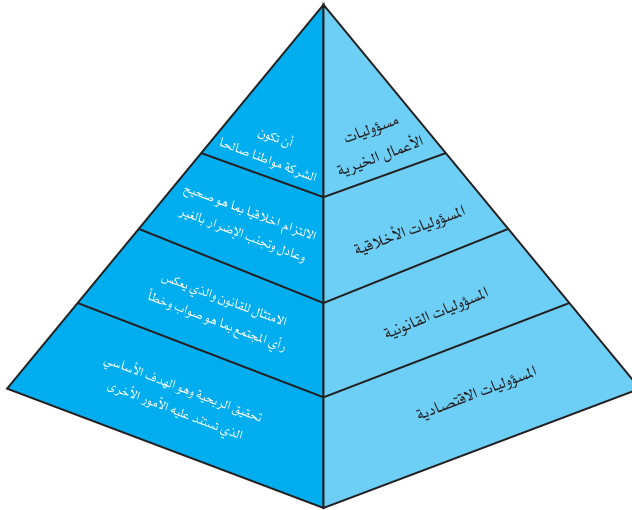 مسؤوليات
الأعمال الخيرية
أن تكون
الشركة مواطنا صالحا
المسؤوليات الأخلاقية
الالتزام اخلاقيا بما هو صحيح
وعادل وتجنب الإضرار بالغير
المسؤوليات القانونية
الامتثال للقانون والذي يعكس
رأي المجتمع بما هو صواب وخطأ
المسؤوليات الاقتصادية
تحقيق الربحية وهو الهدف الأساسي
الذي تستند عليه الأمور الأخرى